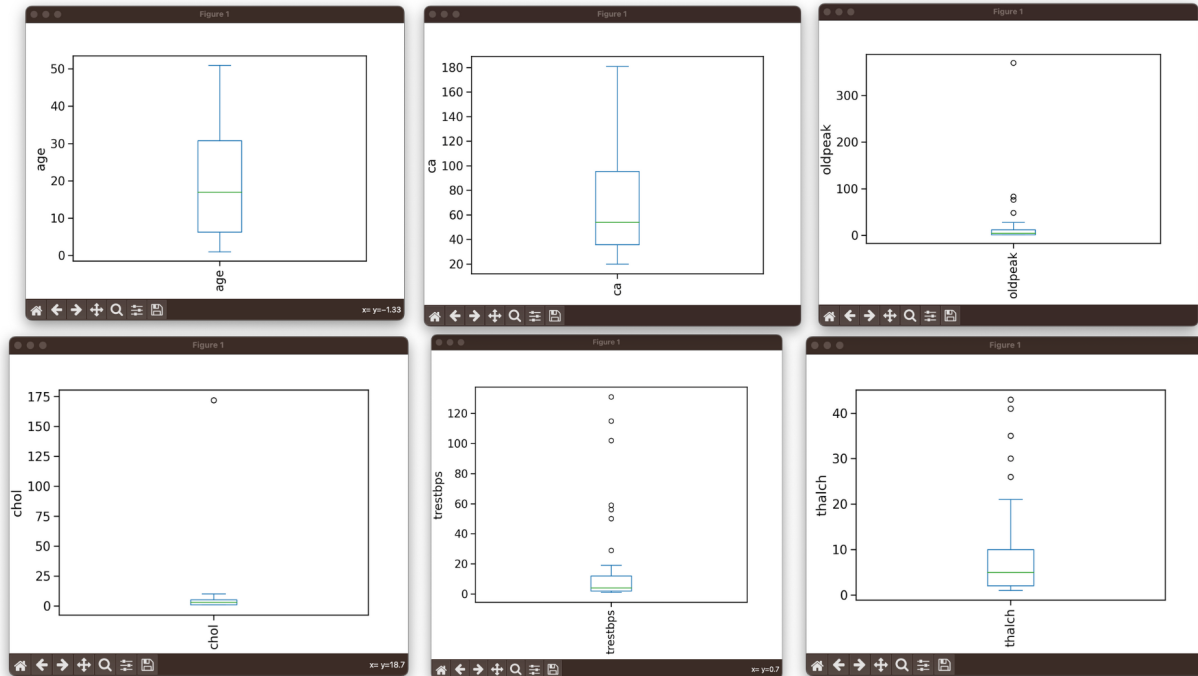 Figure 1
50
40
30
20
10
0
age
age
x= y=−1.33
Figure 1
180
160
140
120
100
80
60
40
20
ca
ca
Figure 1
300
200
100
0
oldpeak
oldpeak
Figure 1
175
150
125
100
75
50
25
0
chol
chol
x= y=18.7
Figure 1
120
100
80
60
40
20
0
trestbps
trestbps
x= y=0.7
Figure 1
40
30
20
10
0
thalch
thalch